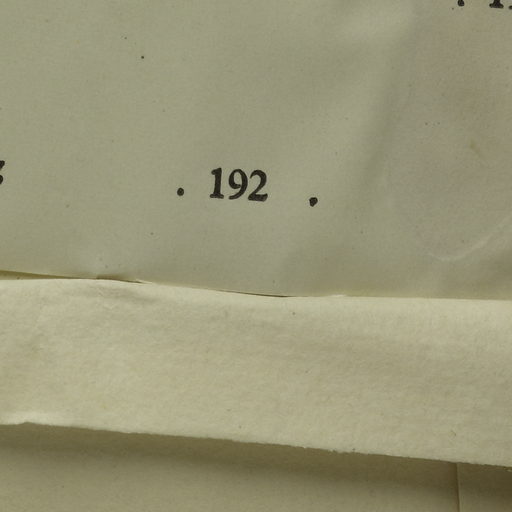 . 192 .